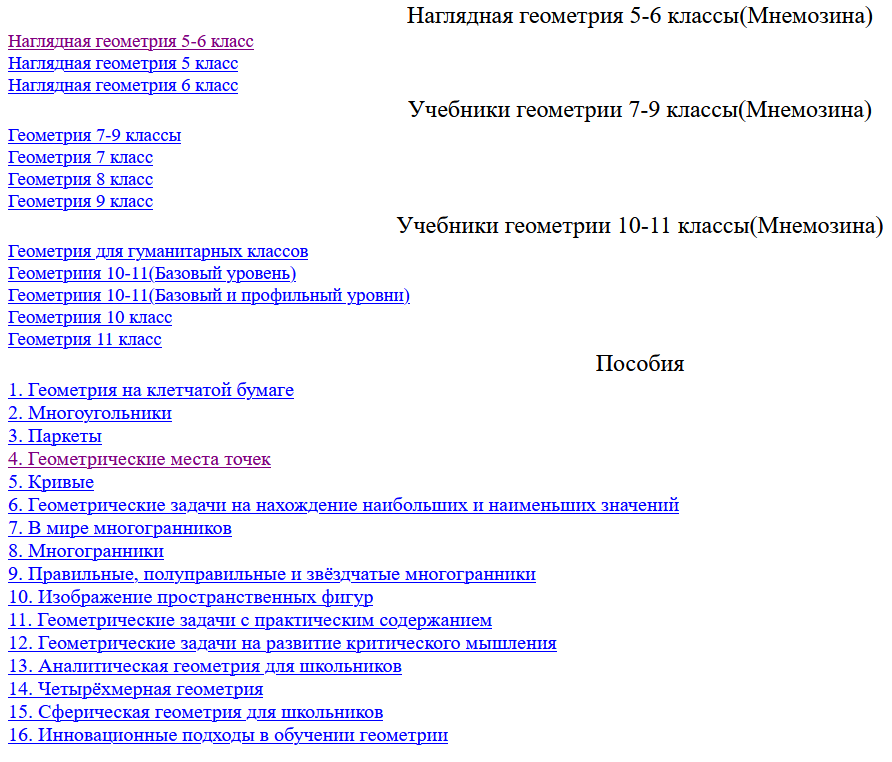 Наглядная геометрия 5-6 классы(Мнемозина)
Наглядная геометрия 5-6 класс
Наглядная геометрия 5 класс
Наглядная геометрия 6 класс
Учебники геометрии 7-9 классы(Мнемозина)
Геометрия 7-9 классы
Геометрия 7 класс
Геометрия 8 класс
Геометрия 9 класс
Учебники геометрии 10-11 классы(Мнемозина)
Геометрия для гуманитарных классов
Геометриия 10-11(Базовый уровень)
Геометриия 10-11(Базовый и профильный уровни)
Геометриия 10 класс
Геометрия 11 класс
Пособия
1. Геометрия на клетчатой бумаге
2. Многоугольники
3. Паркеты
4. Геометрические места точек
5. Кривые
6. Геометрические задачи на нахождение наибольших и наименьших значений
7. В мире многогранников
8. Многогранники
9. Правильные, полуправильные и звёздчатые многогранники
10. Изображение пространственных фигур
11. Геометрические задачи с практическим содержанием
12. Геометрические задачи на развитие критического мышления
13. Аналитическая геометрия для школьников
14. Четырёхмерная геометрия
15. Сферическая геометрия для школьников
16. Инновационные подходы в обучении геометрии